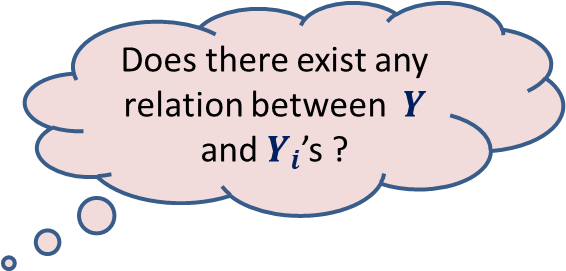 Does there exist any
relation between Y
and Yᵢ's ?